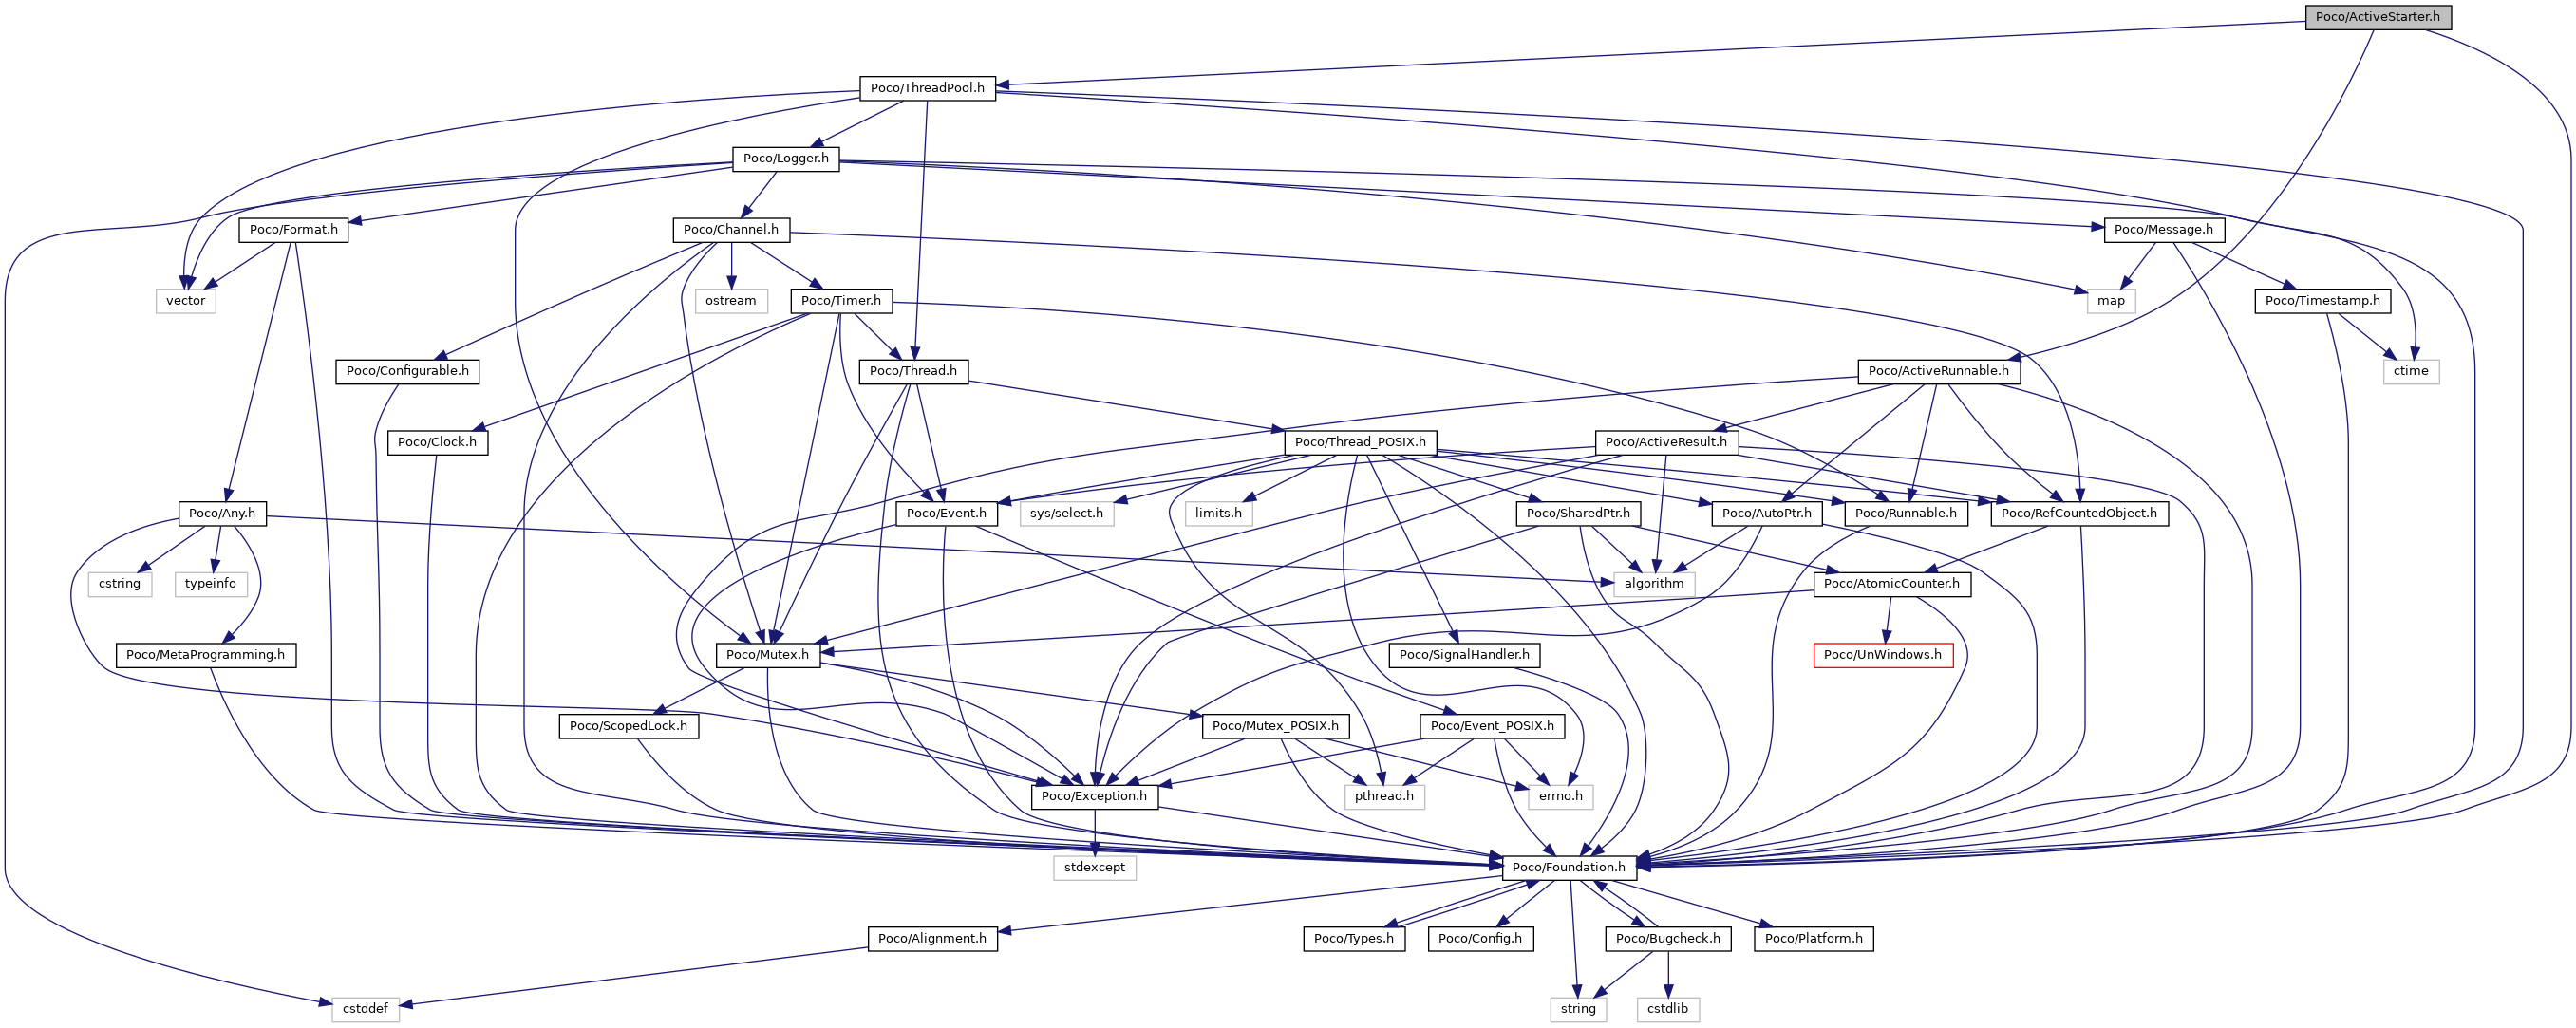 Poco/ActiveStarter.h
Poco/ThreadPool.h
Poco/Logger.h
Poco/Format.h
Poco/Channel.h
Poco/Message.h
vector
ostream
Poco/Timer.h
map
Poco/Timestamp.h
Poco/Configurable.h
Poco/Thread.h
Poco/ActiveRunnable.h
ctime
Poco/Clock.h
Poco/Thread_POSIX.h
Poco/ActiveResult.h
Poco/Any.h
Poco/Event.h
sys/select.h
limits.h
Poco/SharedPtr.h
Poco/AutoPtr.h
Poco/Runnable.h
Poco/RefCountedObject.h
cstring
typeinfo
algorithm
Poco/AtomicCounter.h
Poco/MetaProgramming.h
Poco/Mutex.h
Poco/SignalHandler.h
Poco/UnWindows.h
Poco/ScopedLock.h
Poco/Mutex_POSIX.h
Poco/Event_POSIX.h
Poco/Exception.h
pthread.h
errno.h
stdexcept
Poco/Foundation.h
Poco/Alignment.h
Poco/Types.h
Poco/Config.h
Poco/Bugcheck.h
Poco/Platform.h
cstddef
string
cstdlib